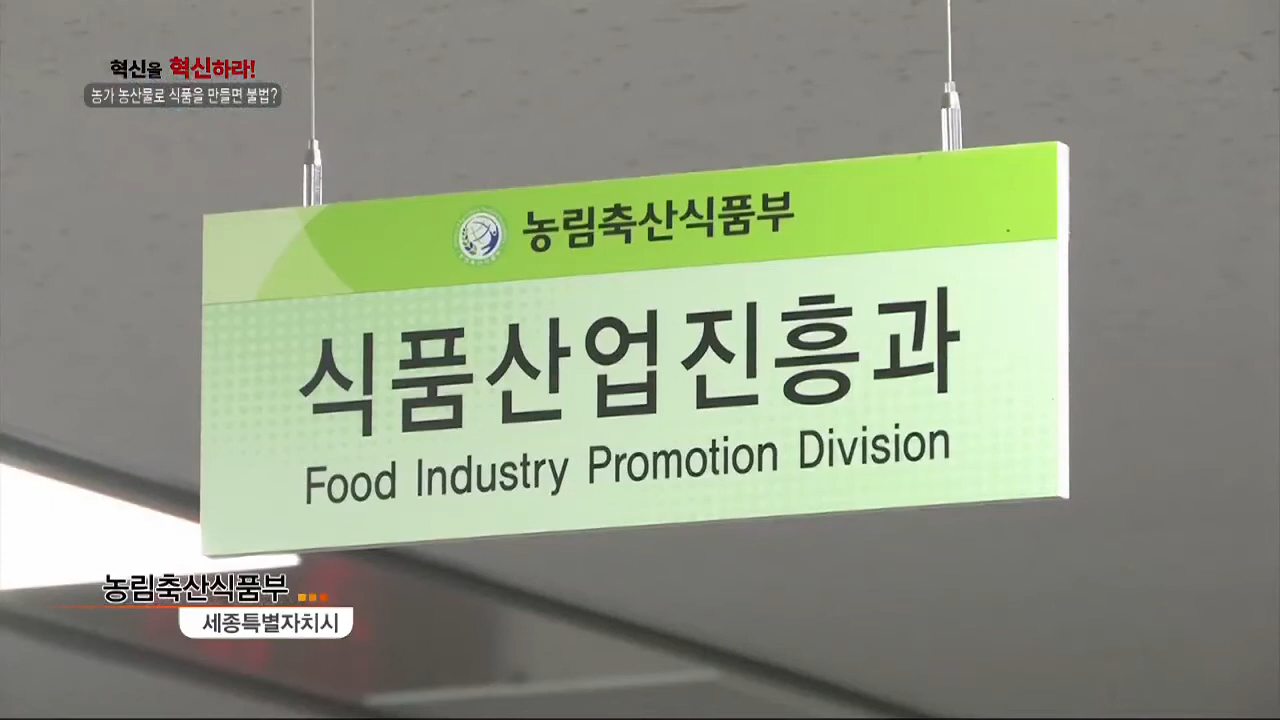 혁신을 혁신하라!
농가 농산물로 식품을 만들면 불법?
농림축산식품부
식품산업진흥과
Food Industry Promotion Division
농림축산식품부
세종특별자치시